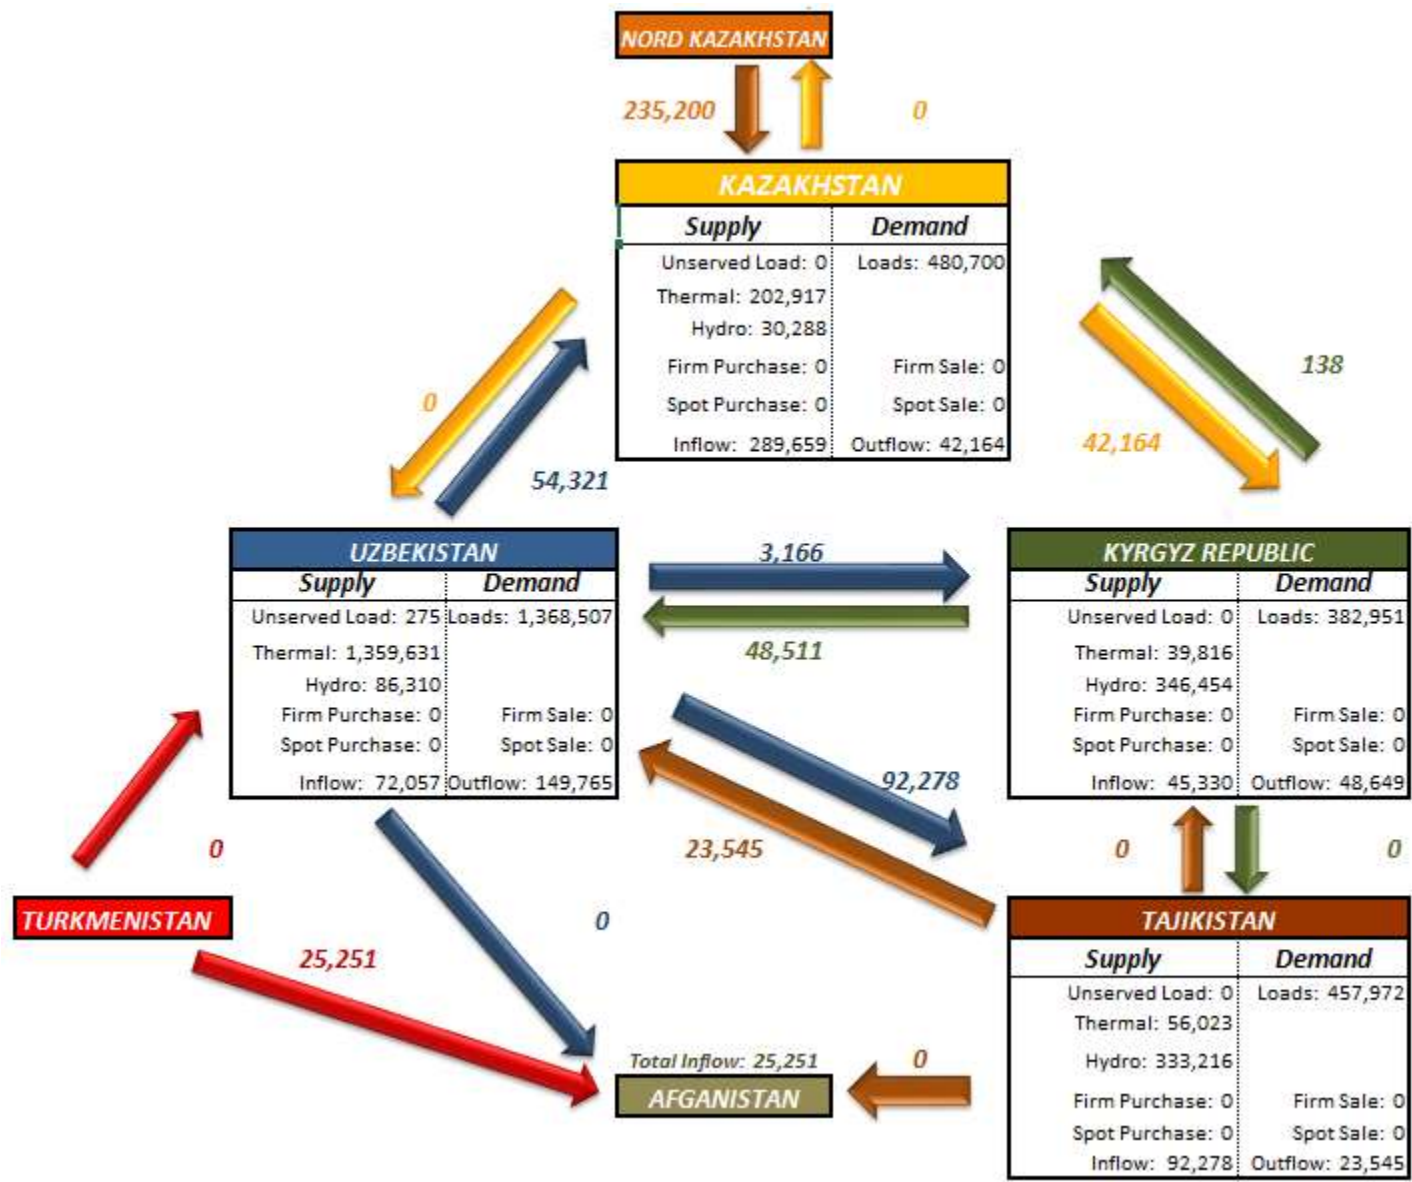 NORD KAZAKHSTAN
235,200
0
KAZAKHSTAN
Supply Demand
Unserved Load: 0 Loads: 480,700
Thermal: 202,917
Hydro: 30,288
Firm Purchase: 0 Firm Sale: 0
Spot Purchase: 0 Spot Sale: 0
Inflow: 289,659 Outflow: 42,164
0
54,321
138
42,164
UZBEKISTAN
Supply Demand
Unserved Load: 275 Loads: 1,368,507
Thermal: 1,359,631
Hydro: 86,310
Firm Purchase: 0 Firm Sale: 0
Spot Purchase: 0 Spot Sale: 0
Inflow: 72,057 Outflow: 149,765
3,166
48,511
KYRGYZ REPUBLIC
Supply Demand
Unserved Load: 0 Loads: 382,951
Thermal: 39,816
Hydro: 346,454
Firm Purchase: 0 Firm Sale: 0
Spot Purchase: 0 Spot Sale: 0
Inflow: 45,330 Outflow: 48,649
92,278
23,545
0
0
0
TURKMENISTAN
0
25,251
TAJIKISTAN
Supply Demand
Unserved Load: 0 Loads: 457,972
Thermal: 56,023
Hydro: 333,216
Firm Purchase: 0 Firm Sale: 0
Spot Purchase: 0 Spot Sale: 0
Inflow: 92,278 Outflow: 23,545
Total Inflow: 25,251
0
AFGANISTAN